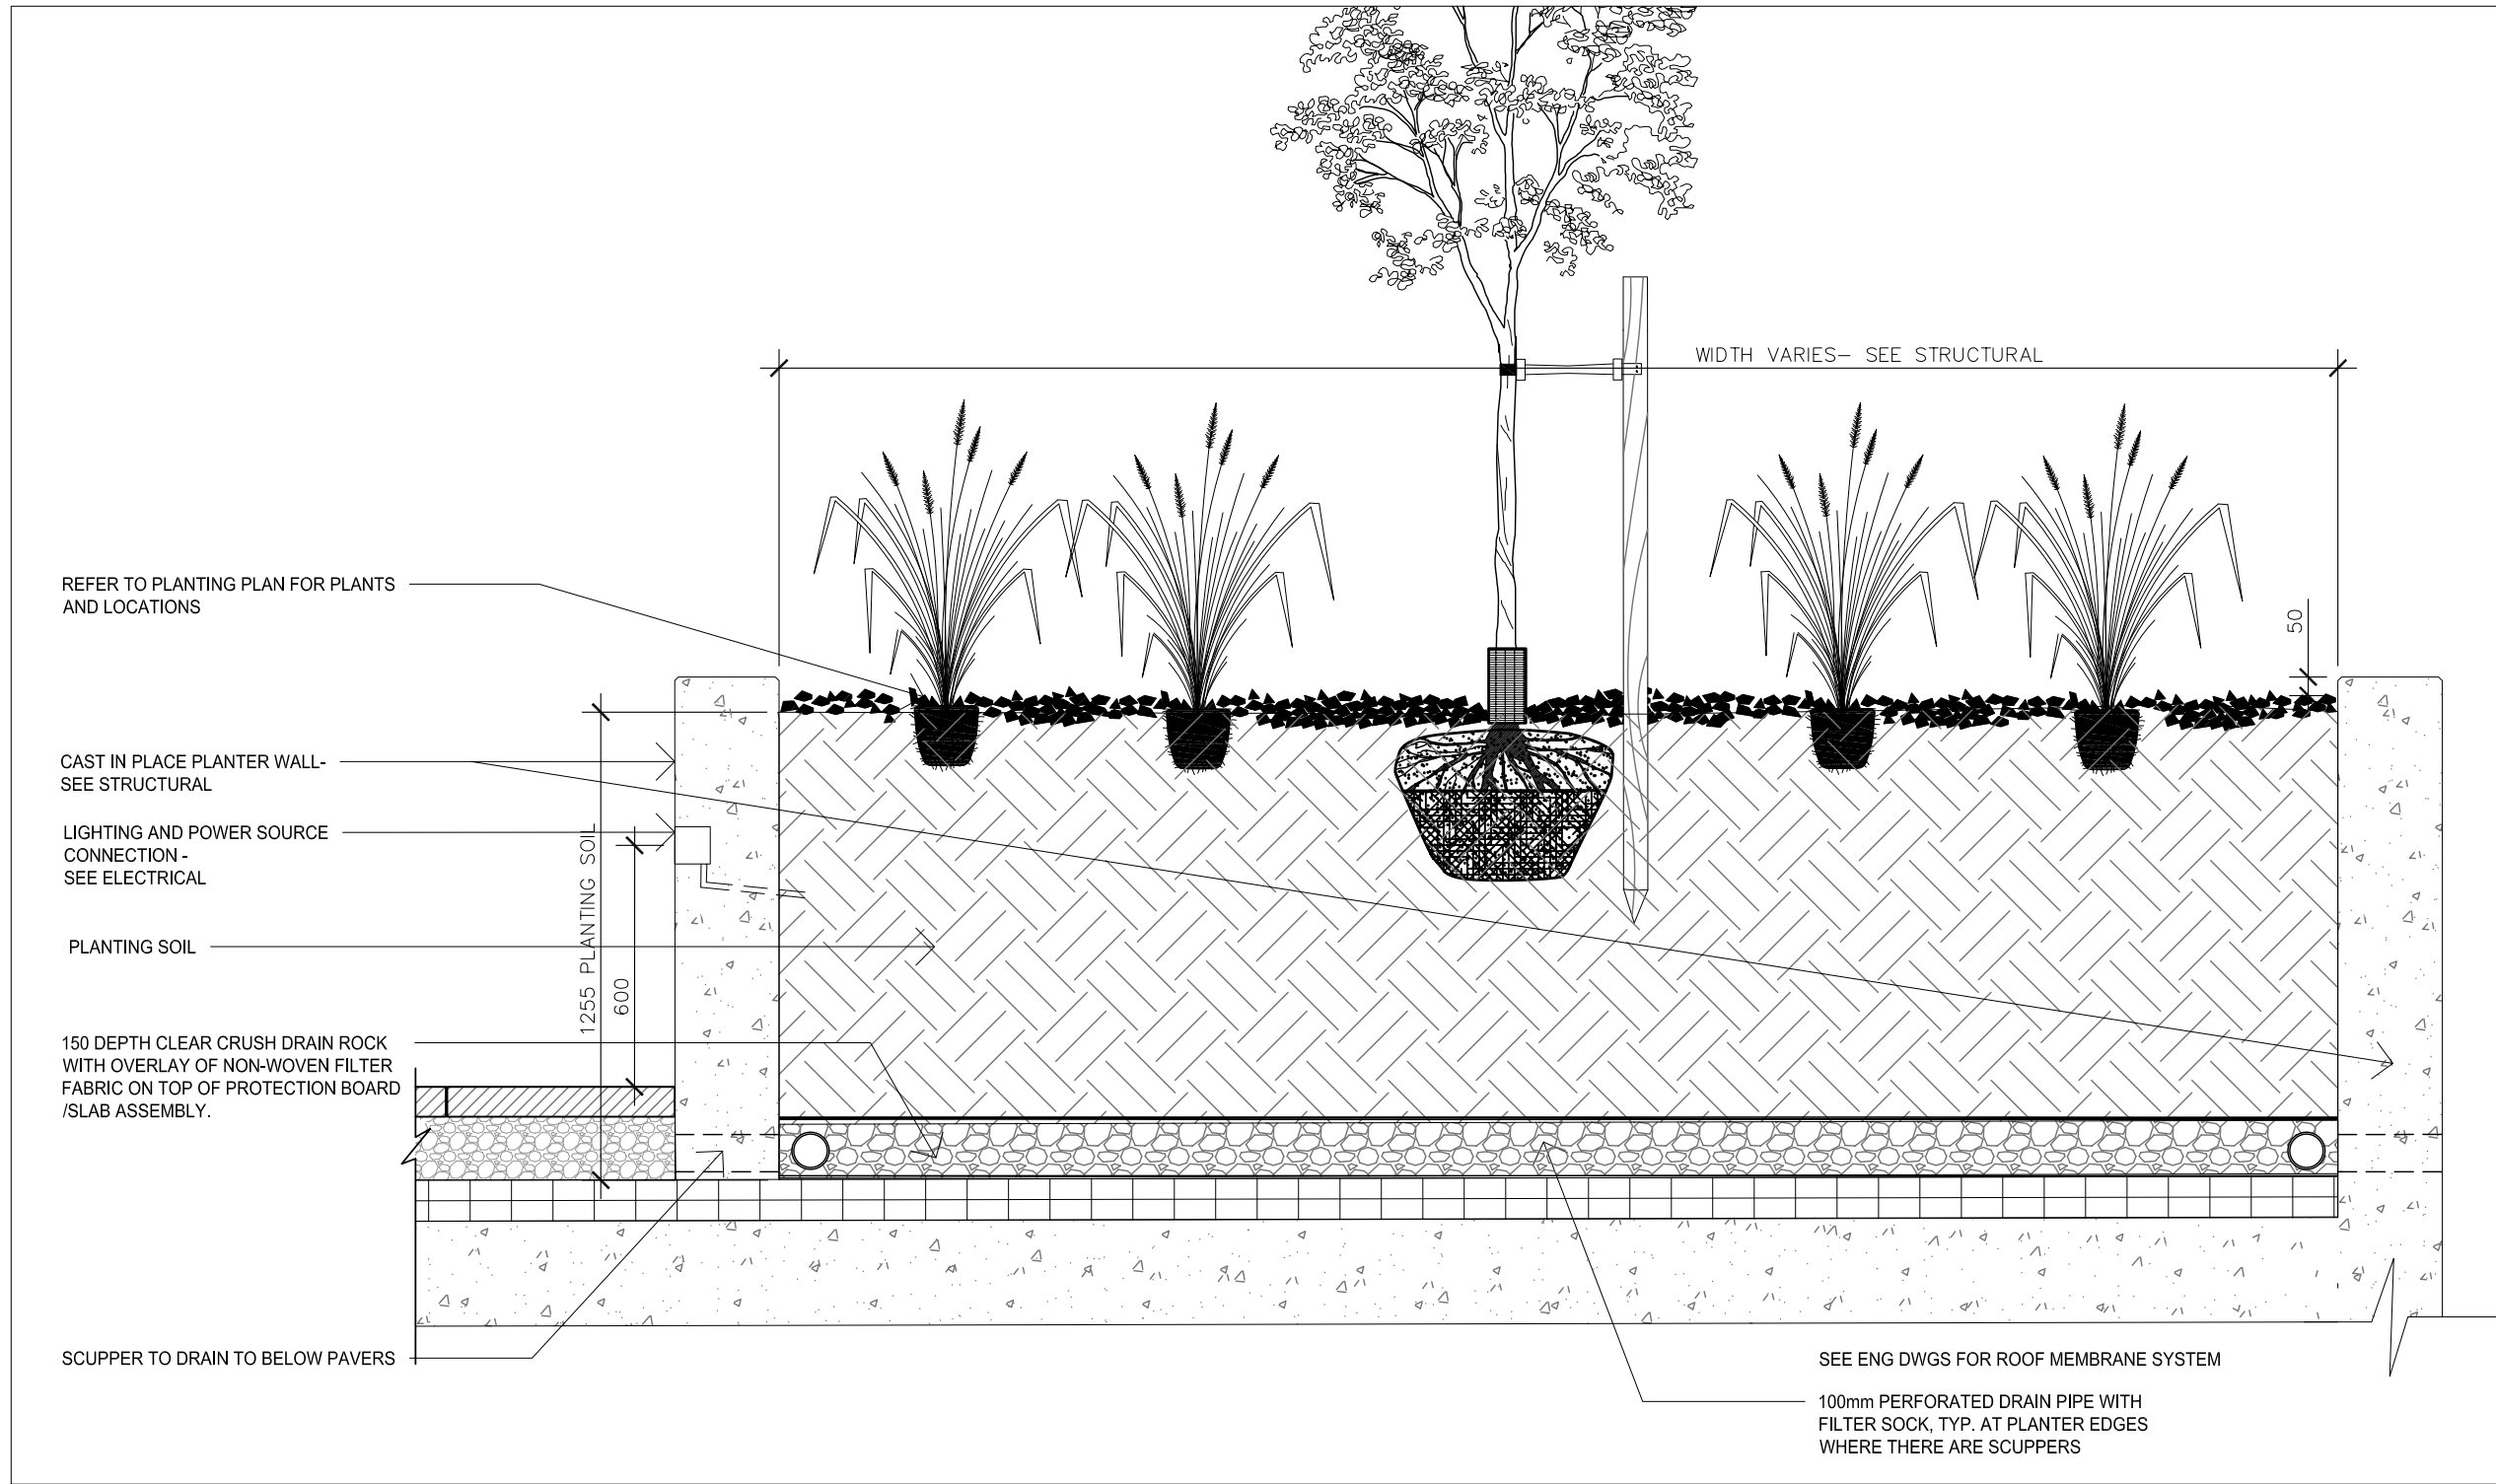 WIDTH VARIES- SEE STRUCTURAL
REFER TO PLANTING PLAN FOR PLANTS
AND LOCATIONS
50
CAST IN PLACE PLANTER WALL-
SEE STRUCTURAL
LIGHTING AND POWER SOURCE
CONNECTION -
SEE ELECTRICAL
1255 PLANTING SOIL
600
PLANTING SOIL
150 DEPTH CLEAR CRUSH DRAIN ROCK
WITH OVERLAY OF NON-WOVEN FILTER
FABRIC ON TOP OF PROTECTION BOARD
/SLAB ASSEMBLY.
SCUPPER TO DRAIN TO BELOW PAVERS
SEE ENG DWGS FOR ROOF MEMBRANE SYSTEM
100mm PERFORATED DRAIN PIPE WITH
FILTER SOCK, TYP. AT PLANTER EDGES
WHERE THERE ARE SCUPPERS